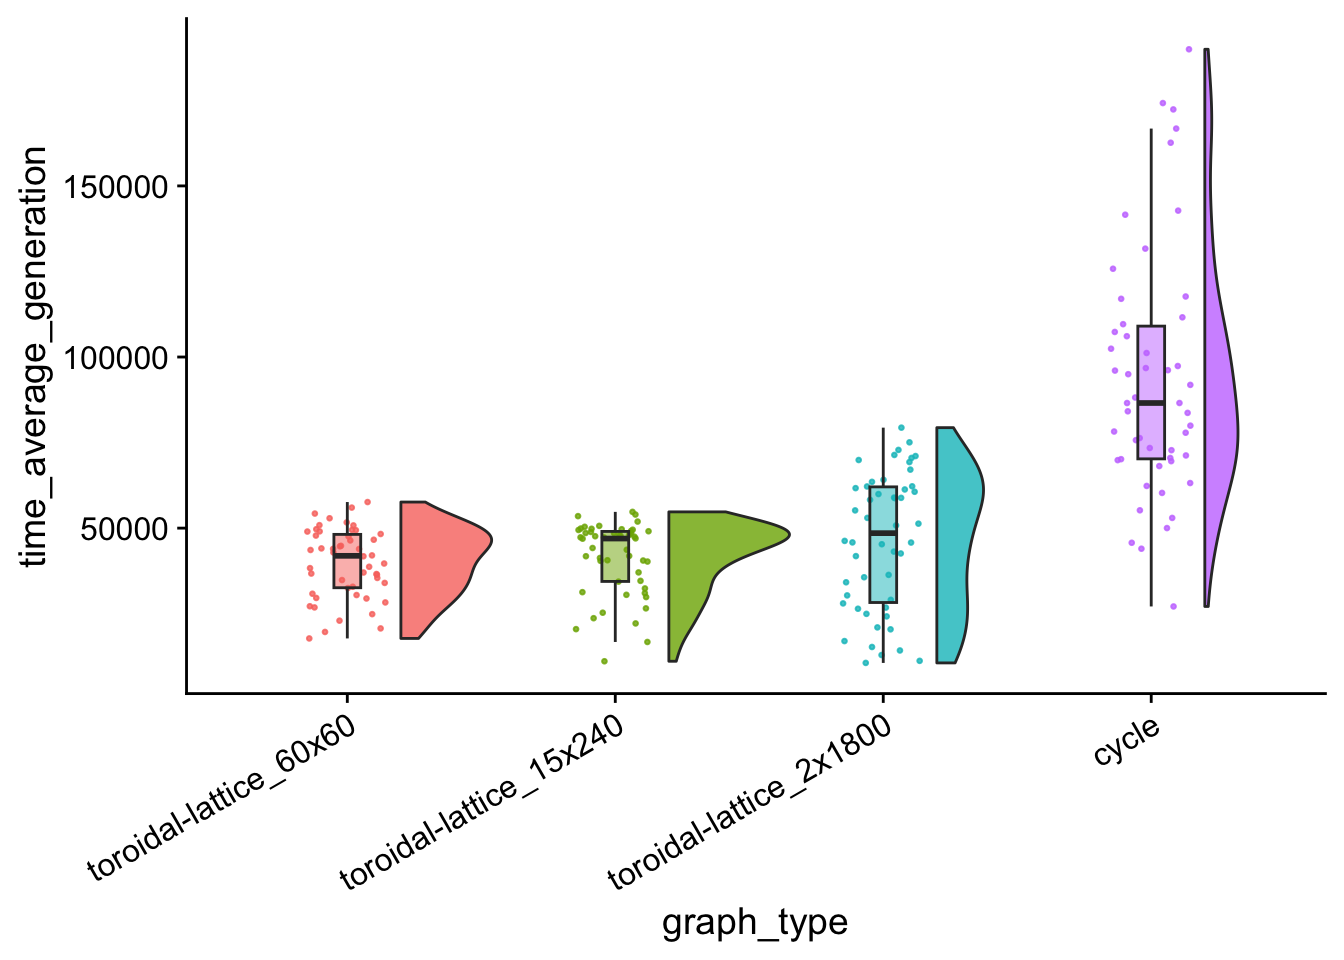 time_average_generation
150000
100000
50000
toroidal-lattice_60x60
toroidal-lattice_15x240
toroidal-lattice_2x1800
cycle
graph_type